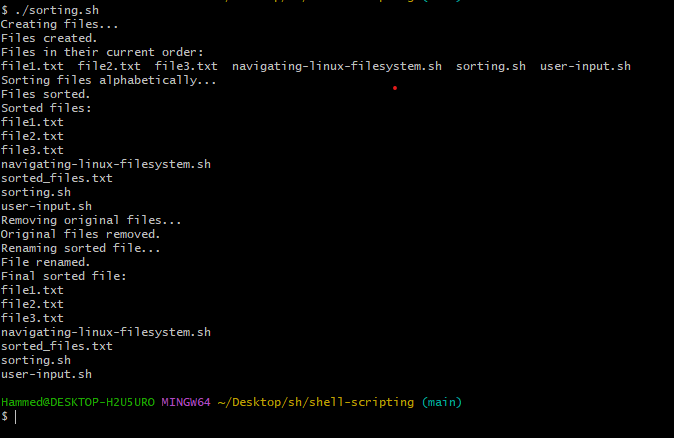 $ ./sorting.sh
Creating files...
Files created.
Files in their current order:
file1.txt  file2.txt  file3.txt  navigating-linux-filesystem.sh  sorting.sh  user-input.sh
Sorting files alphabetically...
Files sorted.
Sorted files:
file1.txt
file2.txt
file3.txt
navigating-linux-filesystem.sh
sorted_files.txt
sorting.sh
user-input.sh
Removing original files...
Original files removed.
Renaming sorted file...
File renamed.
Final sorted file:
file1.txt
file2.txt
file3.txt
navigating-linux-filesystem.sh
sorted_files.txt
sorting.sh
user-input.sh
Hammed@DESKTOP-H2U5URO MINGW64 ~/Desktop/sh/shell-scripting (main)
$